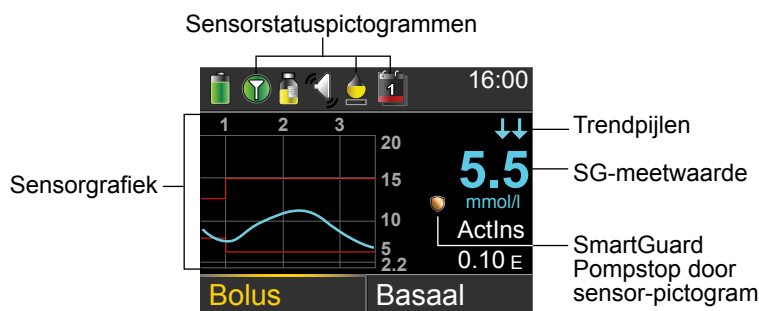 Sensorstatuspictogrammen
1
16:00
1 2 3
20
15
10
5
2.2
5.5
mmol/l
ActIns
0.10 E
Bolus
Basaal
Sensorgrafiek
Trendpijlen
SG-meetwaarde
SmartGuard
Pompstop door
sensor-pictogram